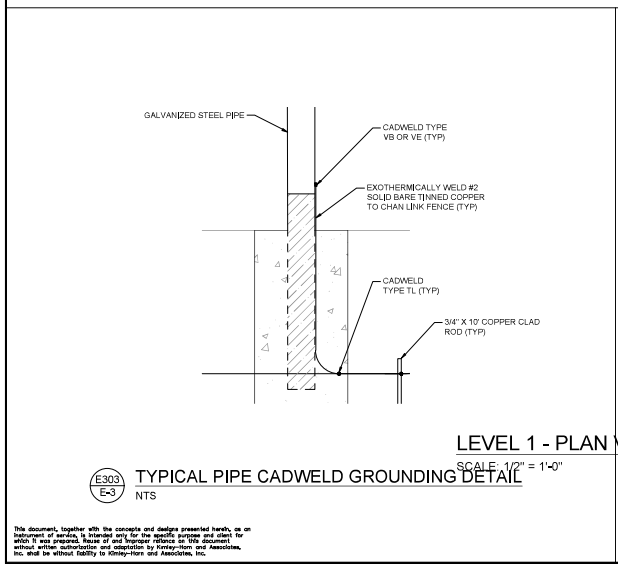 GALVANIZED STEEL PIPE
CADWELD TYPE
VB OR VE (TYP)
EXOTHERMICALLY WELD #2
SOLID BARE TINNED COPPER
TO CHAN LINK FENCE (TYP)
CADWELD
TYPE TL (TYP)
3/4" X 10' COPPER CLAD
ROD (TYP)
LEVEL 1 - PLAN V
SCALE: 1/2" = 1'-0"
E303
E-3
TYPICAL PIPE CADWELD GROUNDING DETAIL
NTS
This document, together with the concepts and designs presented herein, as an
instrument of service, is intended only for the specific purpose and client for
which it was prepared. Reuse of and improper reliance on this document
without written authorization and adaptation by Kimley-Horn and Associates,
Inc. shall be without liability to Kimley-Horn and Associates, Inc.